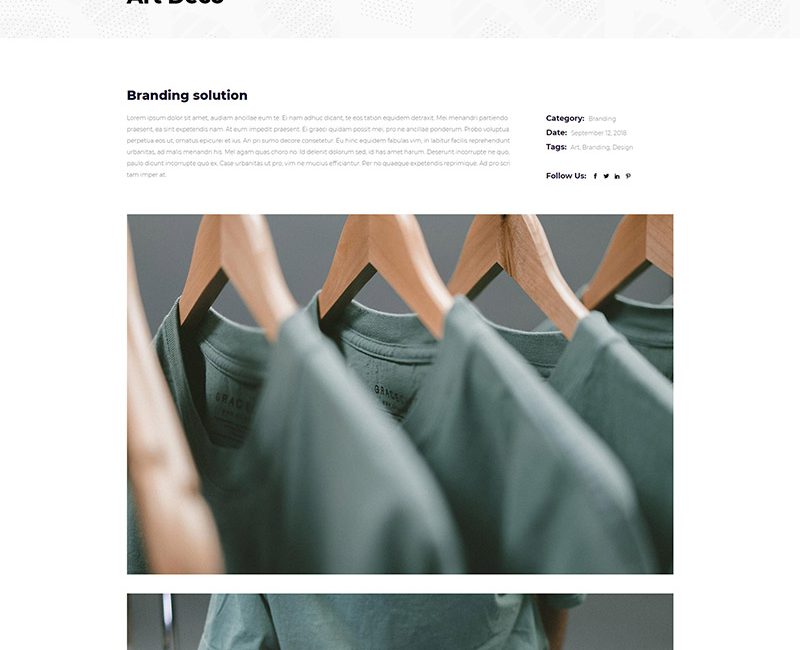 Art Deco
Branding solution
Lorem ipsum dolor sit amet, audiam ancillae eum te. Ei nam adhuc dicant, te eos tation equidem detraxit. Mei menandri partiendo
praesent, ea sint expetendis nam. At eum impedit praesent. Ei graeci quidam possit mei, pro ne ancillae ponderum. Phobo voluptua
perpetua eos ut, ornatus epicurei et ius. An pri sumo decore consetetur. Eu hinc equidem fabulas vim, in labitur facilis reprehendunt
urbanitas, ad malis menandri his. Mei agam quas choro no. Id delenit dolorum sed, id has amet harum. Deserunt incorrupte ne quo,
paulo dicunt incorrupte quo ex. Case urbanitas ut pro, vim ne mucius efficiantur. Per no quaeque expetendis reprimique. Ad pro scri
tam imper at.
Category: Branding
Date: September 12, 2018
Tags: Art, Branding, Design
Follow Us: